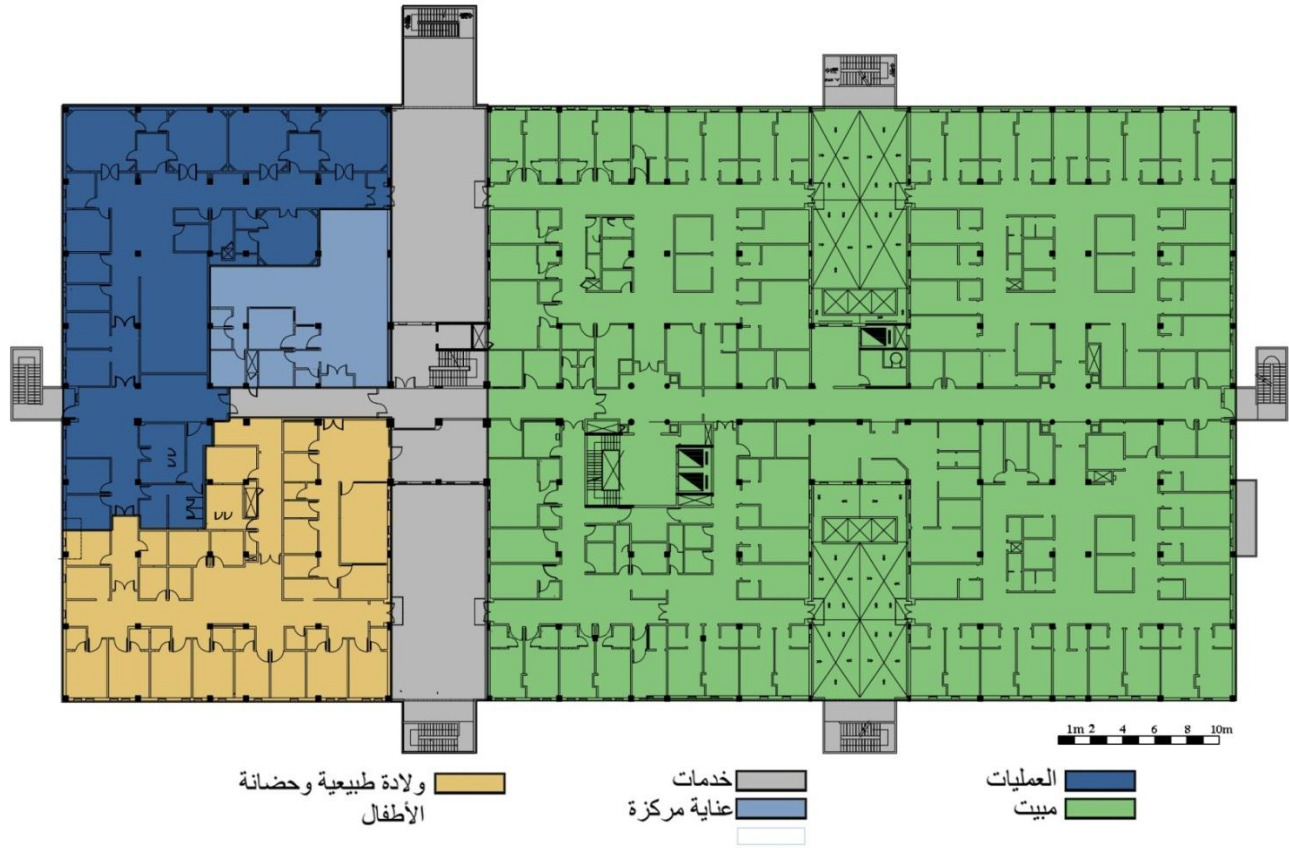 1m 2 4 6 8 10m
العمليات
خدمات
ولادة طبيعية وحضانة
الأطفال
مبيت
عناية مركزة